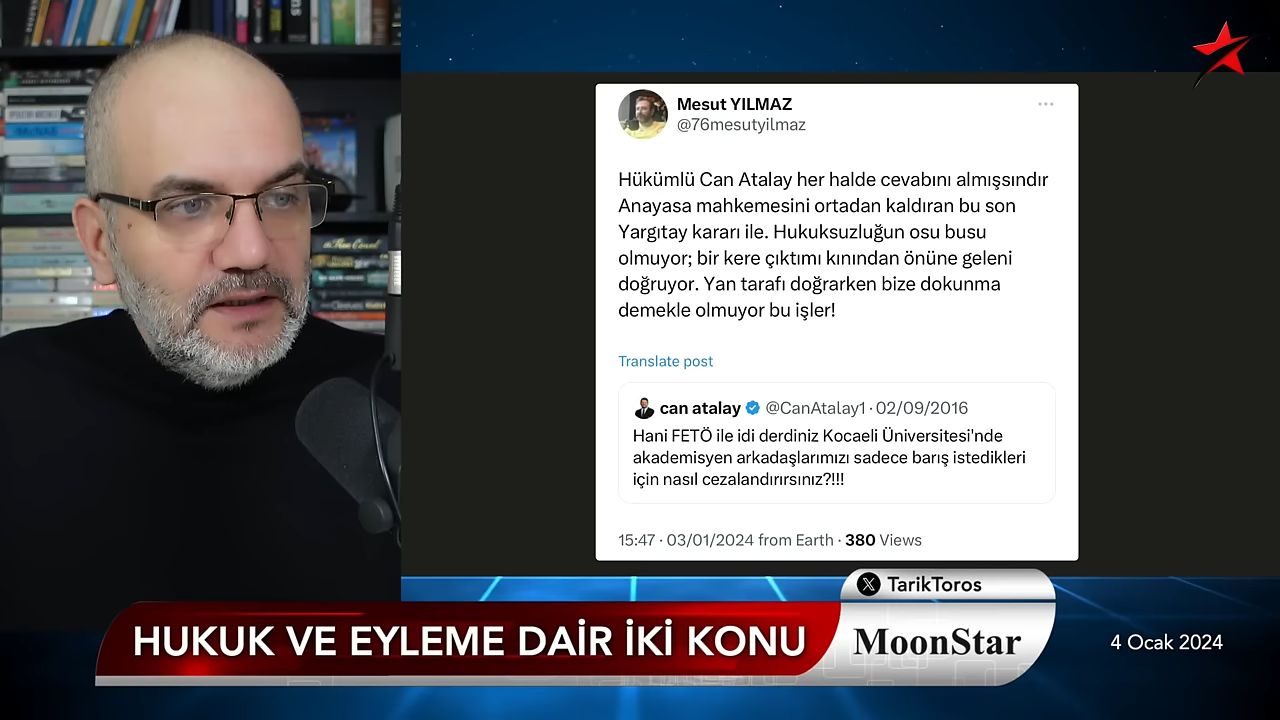 Mesut YILMAZ
@76mesutyilmaz
Hükümlü Can Atalay her halde cevabını almışsındır
Anayasa mahkemesini ortadan kaldıran bu son
Yargıtay kararı ile. Hukuksuzluğun osu busu
olmuyor; bir kere çıktımı kınından önüne geleni
doğruyor. Yan tarafı doğrarken bize dokunma
demekle olmuyor bu işler!
Translate post
can atalay @CanAtalay1 · 02/09/2016
Hani FETÖ ile idi derdiniz Kocaeli Üniversitesi'nde
akademisyen arkadaşlarımızı sadece barış istedikleri
için nasıl cezalandırırsınız?!!!
15:47 · 03/01/2024 from Earth · 380 Views
X TarikToros
HUKUK VE EYLEME DAİR İKİ KONU
MoonStar
4 Ocak 2024